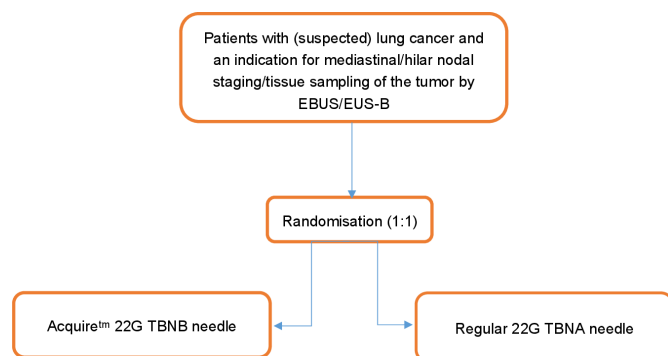 Patients with (suspected) lung cancer and
an indication for mediastinal/hilar nodal
staging/tissue sampling of the tumor by
EBUS/EUS-B
Randomisation (1:1)
Acquire™ 22G TBNB needle
Regular 22G TBNA needle